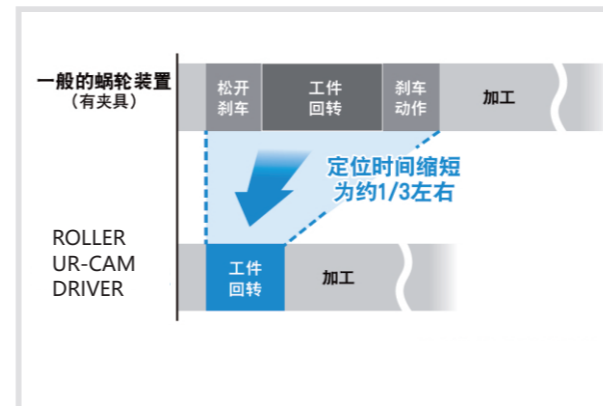 一般的蜗轮装置
（有夹具）
松开
刹车
工件
回转
刹车
动作
加工
定位时间缩短
为约1/3左右
ROLLER
UR-CAM
DRIVER
工件
回转
加工